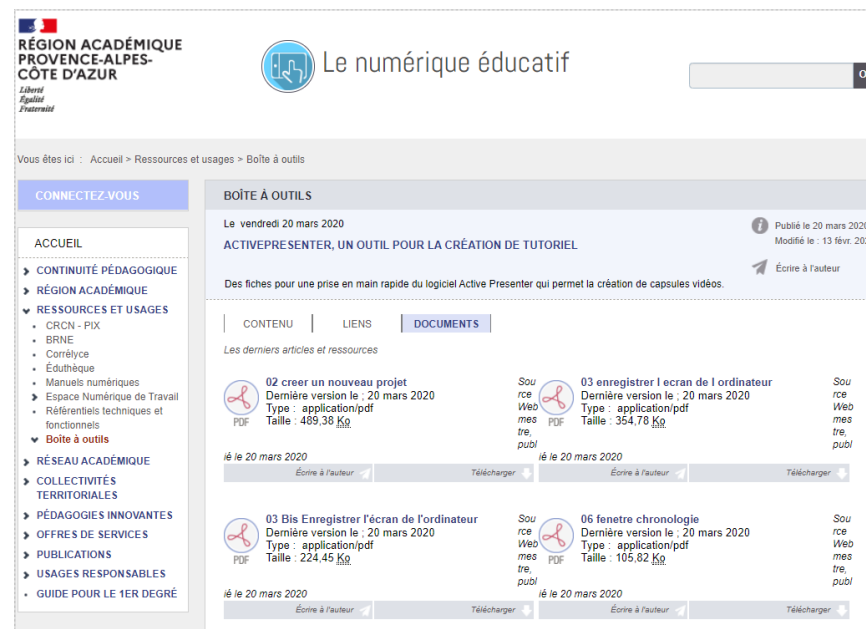 RÉGION ACADÉMIQUE
PROVENCE-ALPES-
CÔTE D'AZUR
Liberté
Égalité
Fraternité
Le numérique éducatif
Vous êtes ici : Accueil > Ressources et usages > Boîte à outils
CONNECTEZ-VOUS
ACCUEIL
CONTINUITÉ PÉDAGOGIQUE
RÉGION ACADÉMIQUE
RESSOURCES ET USAGES
CRCN - PIX
BRNE
Corrélyce
Éduthèque
Manuels numériques
Espace Numérique de Travail
Référentiels techniques et
fonctionnels
Boîte à outils
RÉSEAU ACADÉMIQUE
COLLECTIVITÉS
TERRITORIALES
PÉDAGOGIES INNOVANTES
OFFRES DE SERVICES
PUBLICATIONS
USAGES RESPONSABLES
GUIDE POUR LE 1ER DEGRÉ
BOÎTE À OUTILS
Le vendredi 20 mars 2020
ACTIVEPRESENTER, UN OUTIL POUR LA CRÉATION DE TUTORIEL
Publié le 20 mars 2020
Modifié le : 13 févr. 202
Écrire à l'auteur
Des fiches pour une prise en main rapide du logiciel Active Presenter qui permet la création de capsules vidéos.
CONTENU LIENS DOCUMENTS
Les derniers articles et ressources
PDF
02 creer un nouveau projet
Dernière version le ; 20 mars 2020
Type : application/pdf
Taille : 489,38 Ko
Sou
rce
Web
mes
tre,
publ
ié le 20 mars 2020
Écrire à l'auteur Télécharger
PDF
03 enregistrer l ecran de l ordinateur
Dernière version le ; 20 mars 2020
Type : application/pdf
Taille : 354,78 Ko
Sou
rce
Web
mes
tre,
publ
ié le 20 mars 2020
Écrire à l'auteur Télécharger
PDF
03 Bis Enregistrer l'écran de l'ordinateur
Dernière version le ; 20 mars 2020
Type : application/pdf
Taille : 224,45 Ko
Sou
rce
Web
mes
tre,
publ
ié le 20 mars 2020
Écrire à l'auteur Télécharger
PDF
06 fenetre chronologie
Dernière version le ; 20 mars 2020
Type : application/pdf
Taille : 105,82 Ko
Sou
rce
Web
mes
tre,
publ
ié le 20 mars 2020
Écrire à l'auteur Télécharger